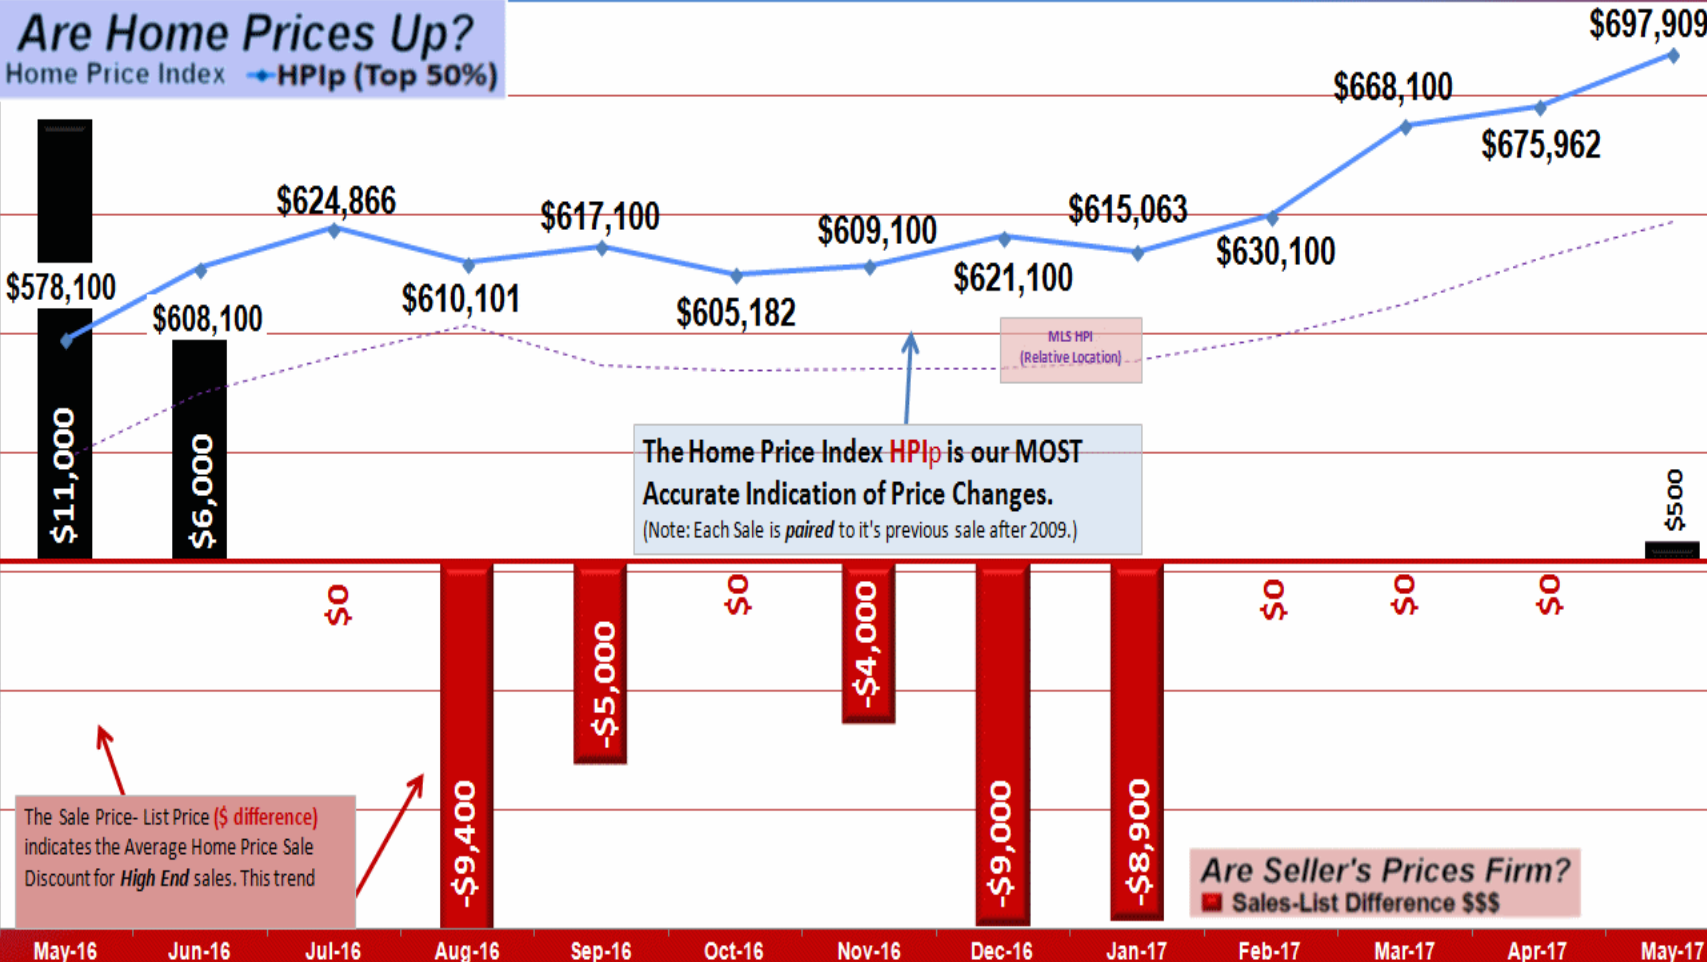 Are Home Prices Up?
Home Price Index HPIp (Top 50%)
$578,100
$608,100
$624,866
$610,101
$617,100
$605,182
$609,100
$621,100
$615,063
$630,100
$668,100
$675,962
$697,909
MLS HPI
(Relative Location)
The Home Price Index HPIp is our MOST
Accurate Indication of Price Changes.
(Note: Each Sale is paired to it's previous sale after 2009.)
$11,000
$6,000
$0
-$9,400
-$5,000
$0
-$4,000
-$9,000
-$8,900
$0
$0
$0
$500
The Sale Price- List Price ($ difference)
indicates the Average Home Price Sale
Discount for High End sales. This trend
Are Seller's Prices Firm?
Sales-List Difference $$$
May-16 Jun-16 Jul-16 Aug-16 Sep-16 Oct-16 Nov-16 Dec-16 Jan-17 Feb-17 Mar-17 Apr-17 May-17